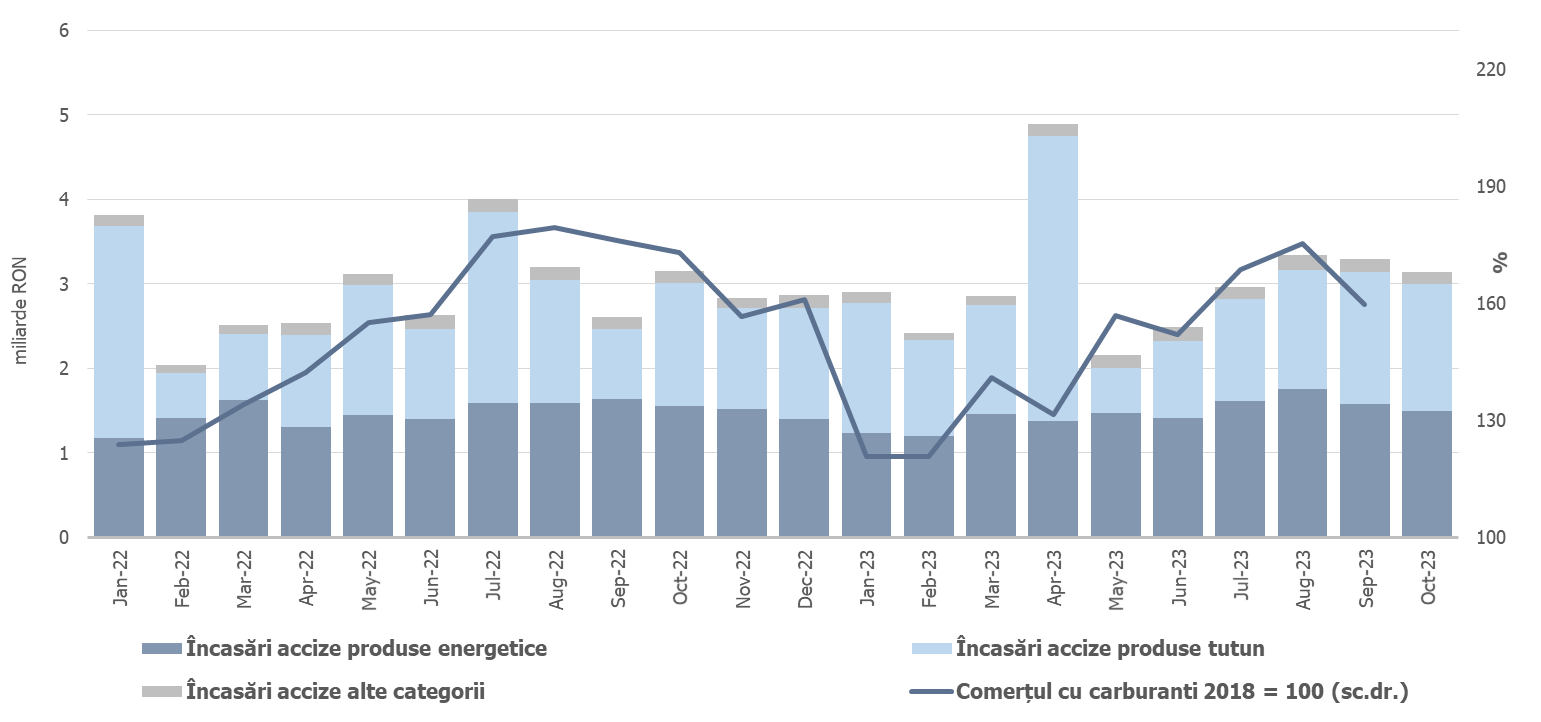 6
5
4
3
2
1
0
miliarde RON
220
190
160
130
100
%
Jan-22
Feb-22
Mar-22
Apr-22
May-22
Jun-22
Jul-22
Aug-22
Sep-22
Oct-22
Nov-22
Dec-22
Jan-23
Feb-23
Mar-23
Apr-23
May-23
Jun-23
Jul-23
Aug-23
Sep-23
Oct-23
Încasări accize produse energetice
Încasări accize produse tutun
Încasări accize alte categorii
Comerțul cu carburanti 2018 = 100 (sc.dr.)